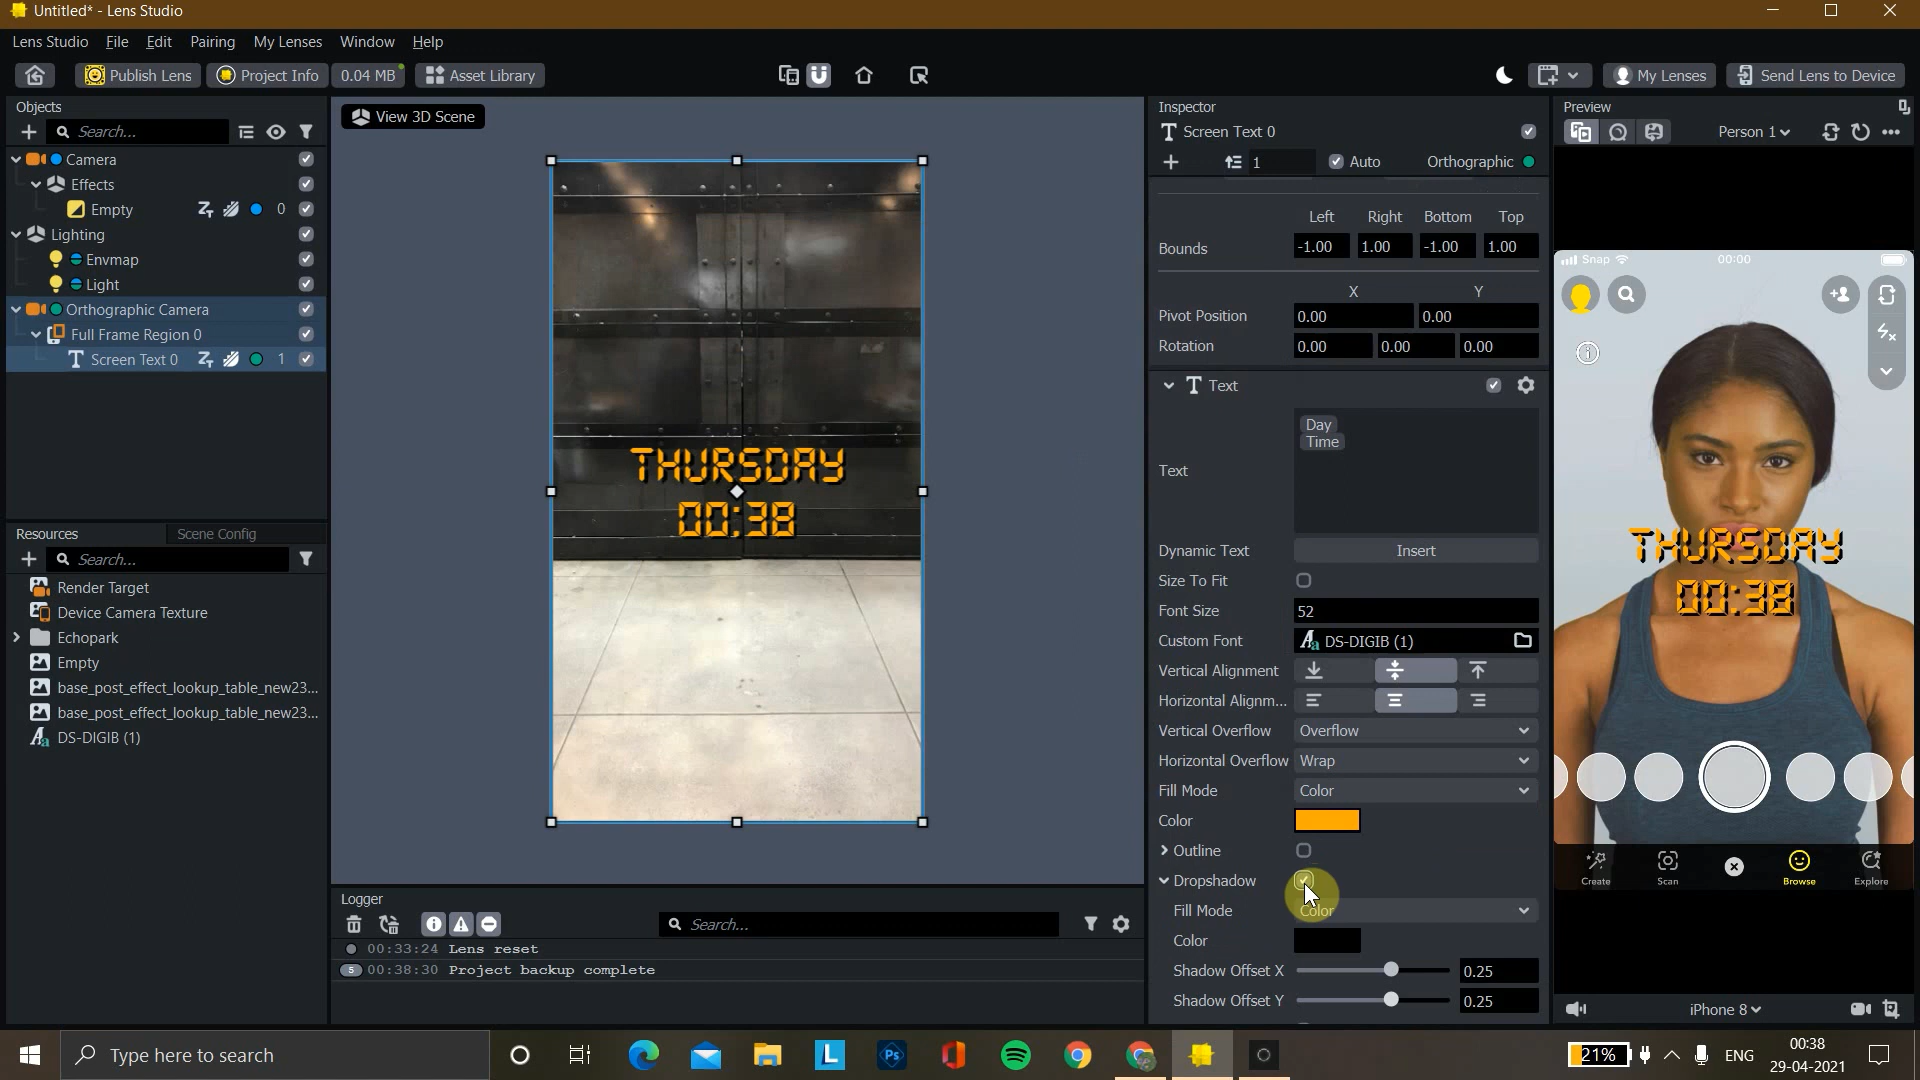 Untitled* - Lens Studio
Lens Studio File Edit Pairing My Lenses Window Help
Publish Lens Project Info 0.04 MB Asset Library My Lenses Send Lens to Device
Objects
Search...
Camera
Effects
Empty 0
Lighting
Envmap
Light
Orthographic Camera
Full Frame Region 0
Screen Text 0 1
Resources Scene Config
Search...
Render Target
Device Camera Texture
Echopark
Empty
base_post_effect_lookup_table_new23...
base_post_effect_lookup_table_new23...
DS-DIGIB (1)
View 3D Scene
THURSDAY
00:38
Logger
Search...
00:33:24 Lens reset
5 00:38:30 Project backup complete
Inspector
Screen Text 0
1 Auto Orthographic
Left Right Bottom Top
Bounds -1.00 1.00 -1.00 1.00
X Y
Pivot Position 0.00 0.00
Rotation 0.00 0.00 0.00
Text
Day
Time
Text
Dynamic Text Insert
Size To Fit
Font Size 52
Custom Font DS-DIGIB (1)
Vertical Alignment
Horizontal Alignm...
Vertical Overflow Overflow
Horizontal Overflow Wrap
Fill Mode Color
Color
Outline
Dropshadow
Fill Mode Color
Color
Shadow Offset X 0.25
Shadow Offset Y 0.25
Preview
Person 1
Snap 00:00
THURSDAY
00:38
Create Scan Browse Explore
iPhone 8
Type here to search
L Ps
21% ENG 00:38
29-04-2021